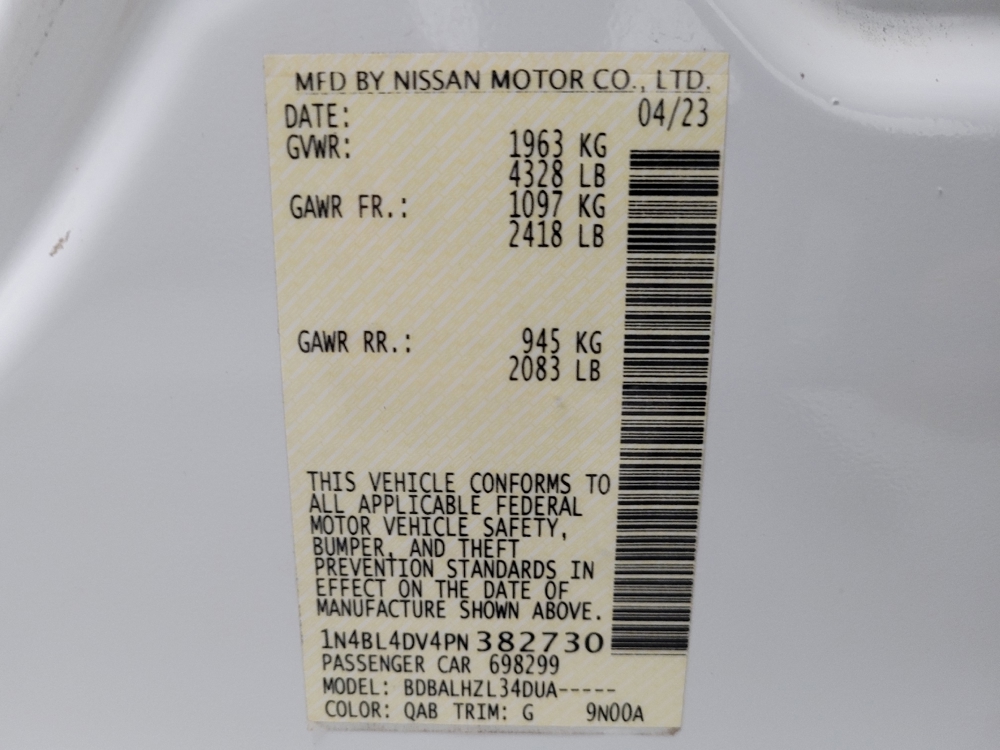 MFD BY NISSAN MOTOR CO., LTD.
DATE: 04/23
GVWR: 1963 KG
4328 LB
GAWR FR.: 1097 KG
2418 LB
GAWR RR.: 945 KG
2083 LB
THIS VEHICLE CONFORMS TO
ALL APPLICABLE FEDERAL
MOTOR VEHICLE SAFETY,
BUMPER, AND THEFT
PREVENTION STANDARDS IN
EFFECT ON THE DATE OF
MANUFACTURE SHOWN ABOVE.
1N4BL4DV4PN382730
PASSENGER CAR 698299
MODEL: BDBALHZL34DUA-----
COLOR: QAB TRIM: G 9N00A